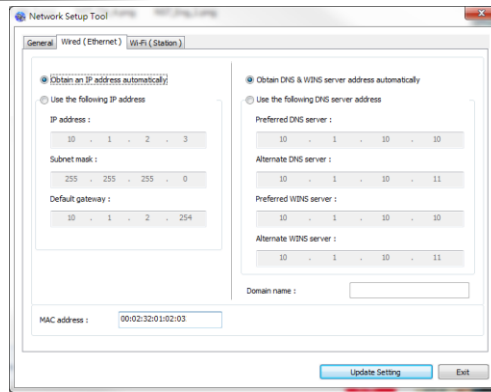 Network Setup Tool
General
Wired (Ethernet)
Wi-Fi (Station)
Obtain an IP address automatically
Use the following IP address
IP address :
10 . 1 . 2 . 3
Subnet mask :
255 . 255 . 255 . 0
Default gateway :
10 . 1 . 2 . 254
Obtain DNS & WINS server address automatically
Use the following DNS server address
Preferred DNS server :
10 . 1 . 10 . 10
Alternate DNS server :
10 . 1 . 10 . 11
Preferred WINS server :
10 . 1 . 10 . 10
Alternate WINS server :
10 . 1 . 10 . 11
Domain name :
MAC address :
00:02:32:01:02:03
Update Setting
Exit